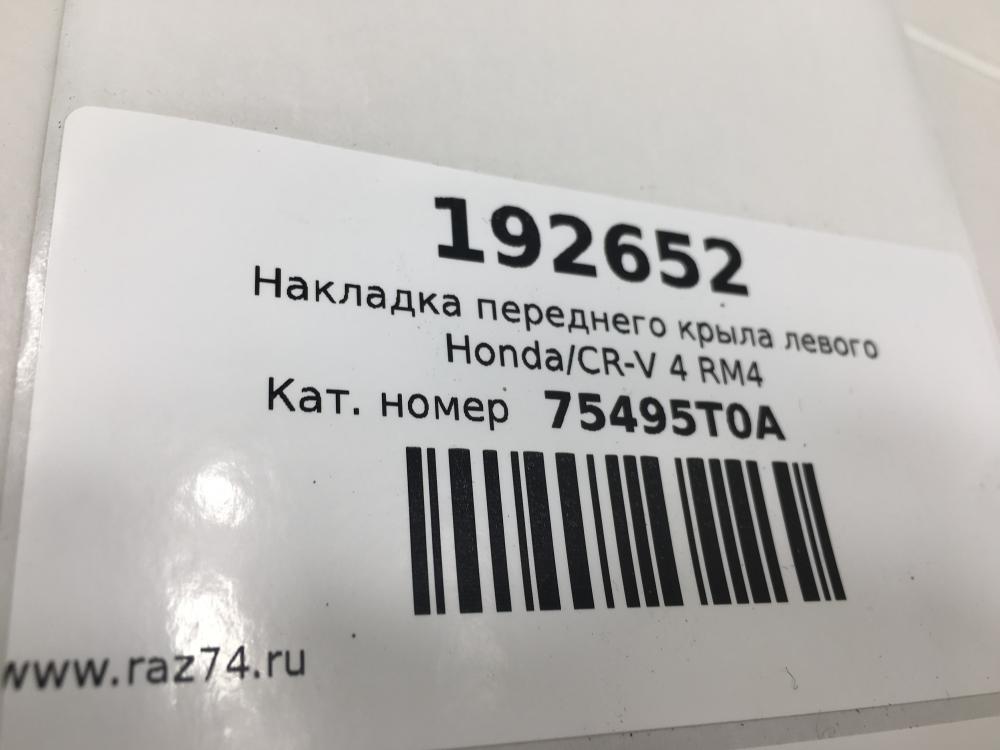 192652
Накладка переднего крыла левого
Honda/CR-V 4 RM4
Кат. номер 75495T0A
www.raz74.ru